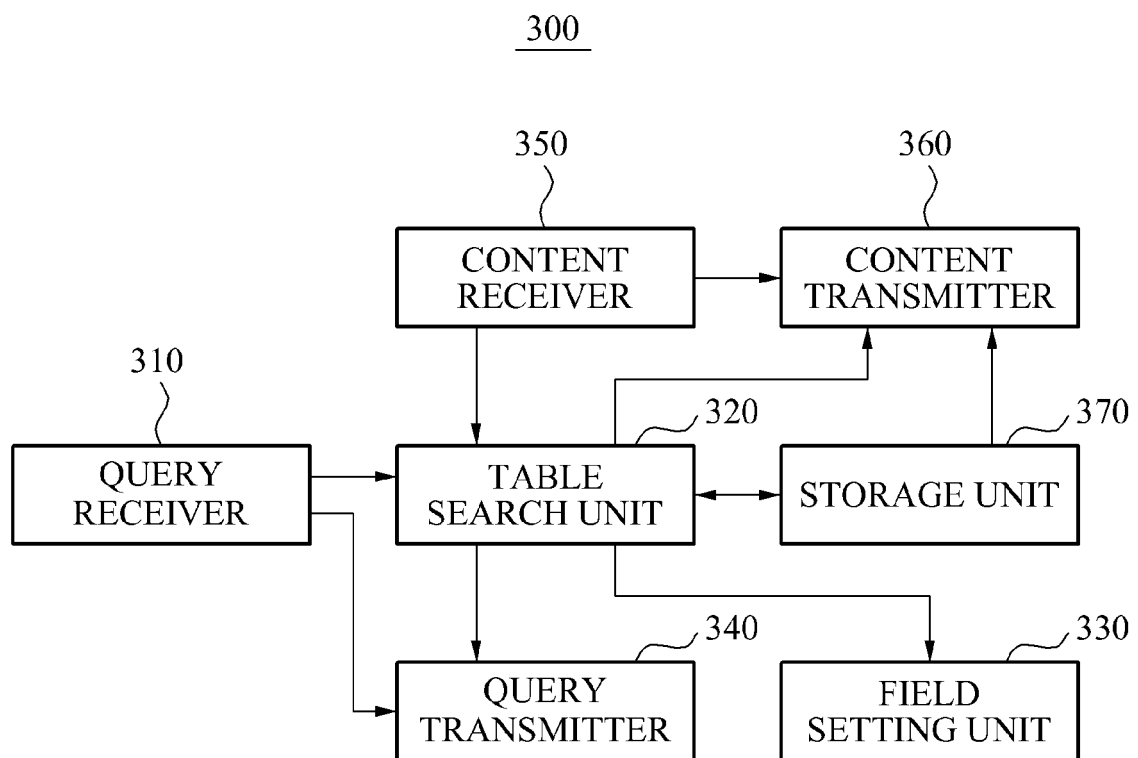 300
350
360
CONTENT
RECEIVER
CONTENT
TRANSMITTER
310
320
370
QUERY
RECEIVER
TABLE
SEARCH UNIT
STORAGE UNIT
340
330
QUERY
TRANSMITTER
FIELD
SETTING UNIT